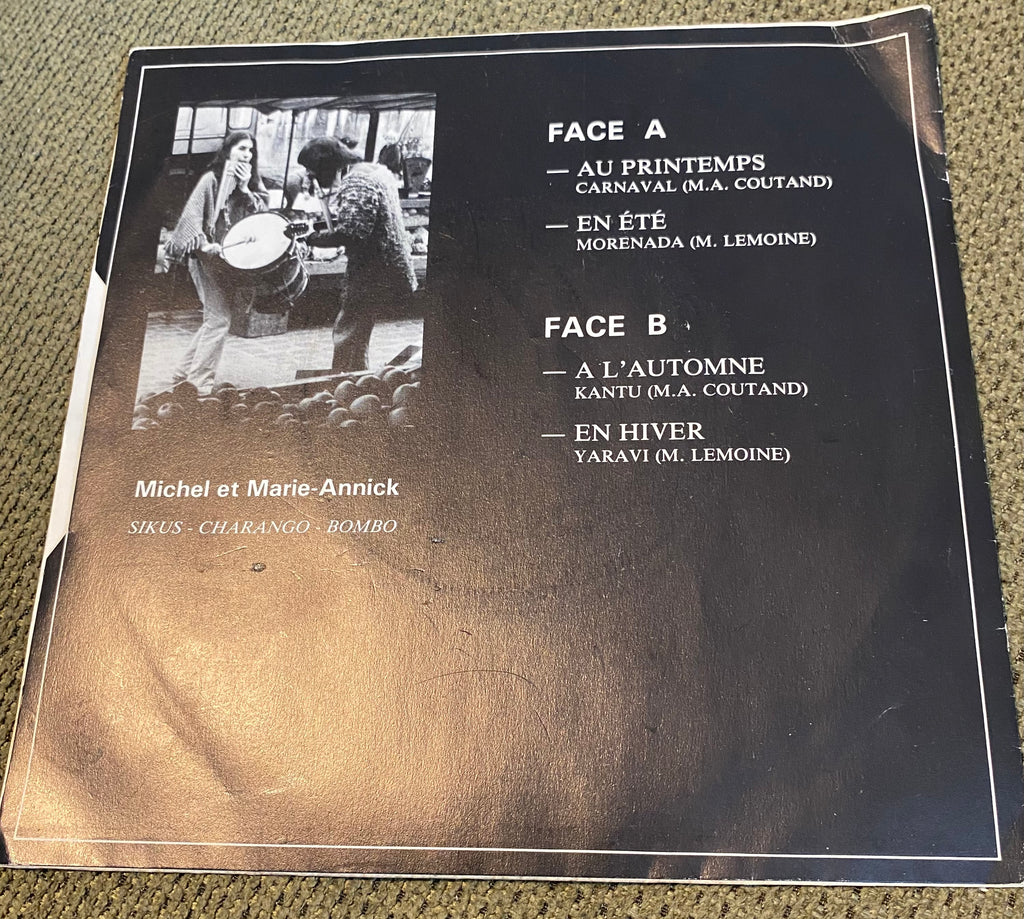 FACE A
— AU PRINTEMPS
CARNAVAL (M.A. COUTAND)
— EN ÉTÉ
MORENADA (M. LEMOINE)
FACE B
— A L'AUTOMNE
KANTU (M.A. COUTAND)
— EN HIVER
YARAVI (M. LEMOINE)
Michel et Marie-Annick
SIKUS - CHARANGO - BOMBO